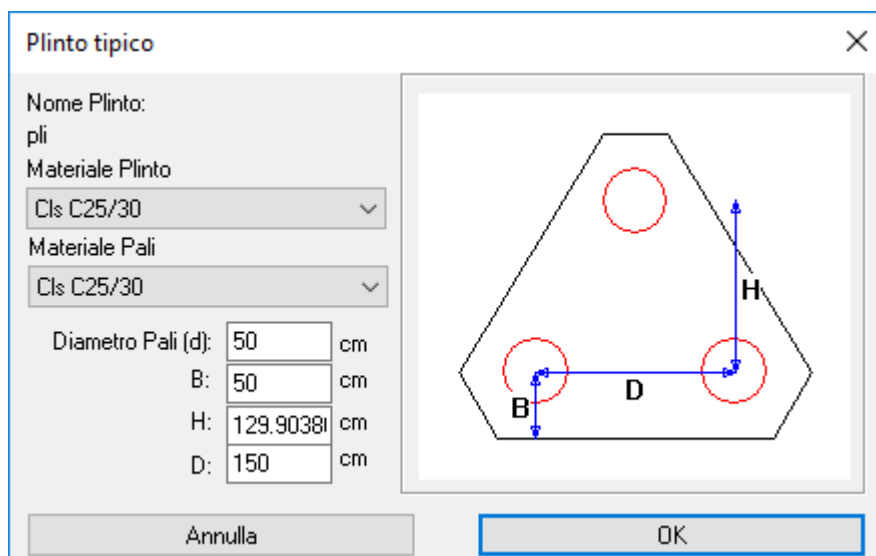 Plinto tipico
Nome Plinto:
pli
Materiale Plinto
Cls C25/30
Materiale Pali
Cls C25/30
Diametro Pali (d): 50 cm
B: 50 cm
H: 129.9038 cm
D: 150 cm
H
D
B
Annulla
OK